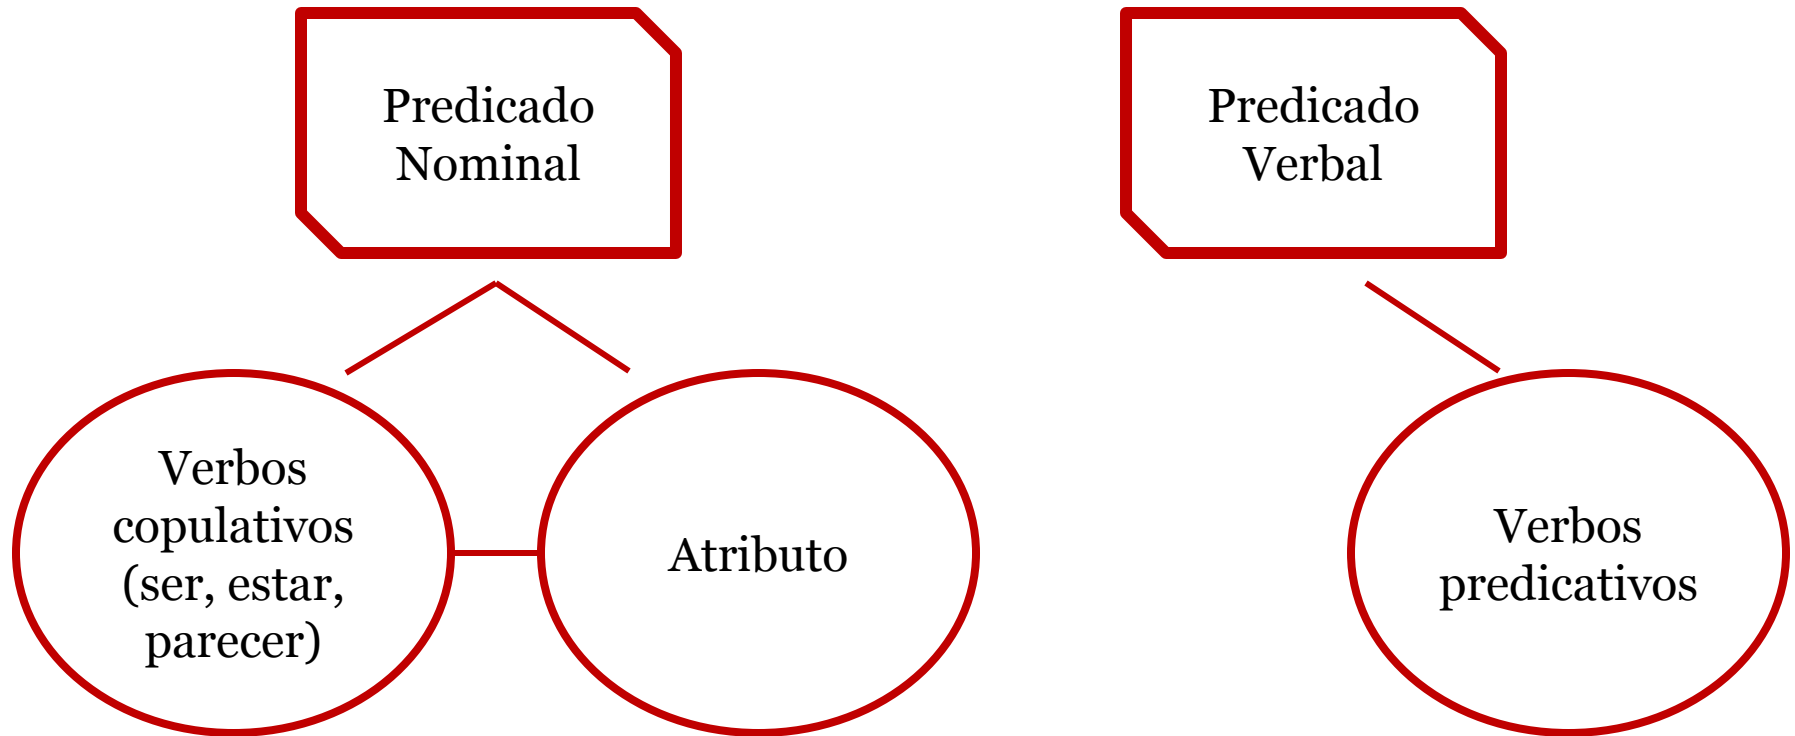 Predicado
Nominal
Predicado
Verbal
Verbos
copulativos
(ser, estar,
parecer)
Atributo
Verbos
predicativos